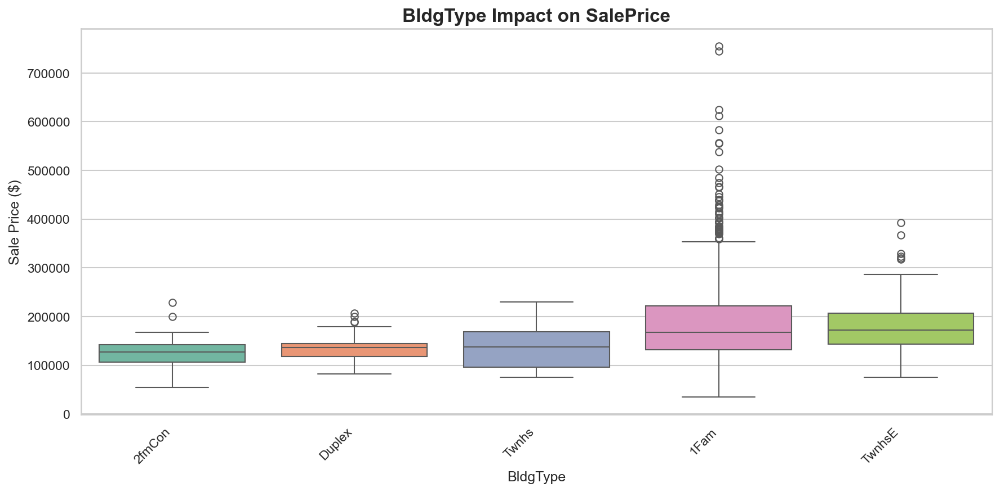 BldgType Impact on SalePrice
Sale Price ($)
700000
600000
500000
400000
300000
200000
100000
0
2fmCon
Duplex
Twnhs
1Fam
TwnhsE
BldgType